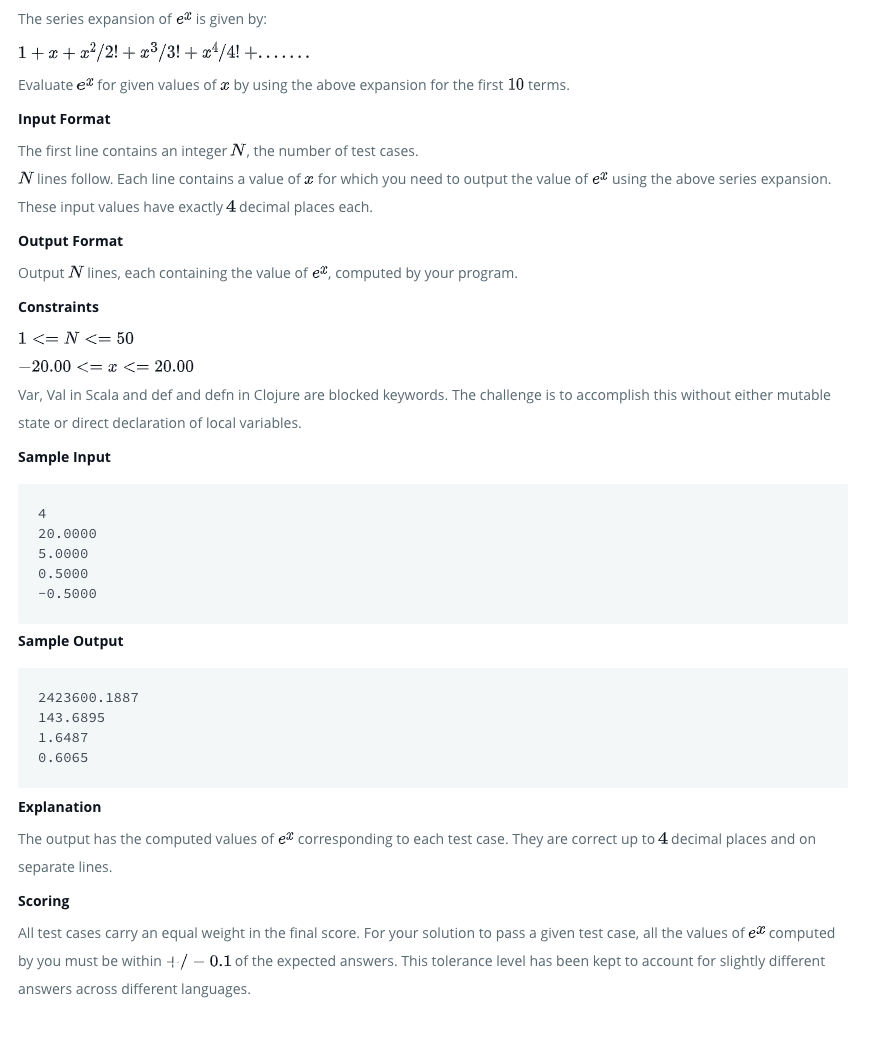 The series expansion of e^x is given by:
1 + x + x^2/2! + x^3/3! + x^4/4! + .......
Evaluate e^x for given values of x by using the above expansion for the first 10 terms.
Input Format
The first line contains an integer N, the number of test cases.
N lines follow. Each line contains a value of x for which you need to output the value of e^x using the above series expansion.
These input values have exactly 4 decimal places each.
Output Format
Output N lines, each containing the value of e^x, computed by your program.
Constraints
1 <= N <= 50
−20.00 <= x <= 20.00
Var, Val in Scala and def and defn in Clojure are blocked keywords. The challenge is to accomplish this without either mutable
state or direct declaration of local variables.
Sample Input
4
20.0000
5.0000
0.5000
-0.5000
Sample Output
2423600.1887
143.6895
1.6487
0.6065
Explanation
The output has the computed values of e^x corresponding to each test case. They are correct up to 4 decimal places and on
separate lines.
Scoring
All test cases carry an equal weight in the final score. For your solution to pass a given test case, all the values of e^x computed
by you must be within +/ − 0.1 of the expected answers. This tolerance level has been kept to account for slightly different
answers across different languages.